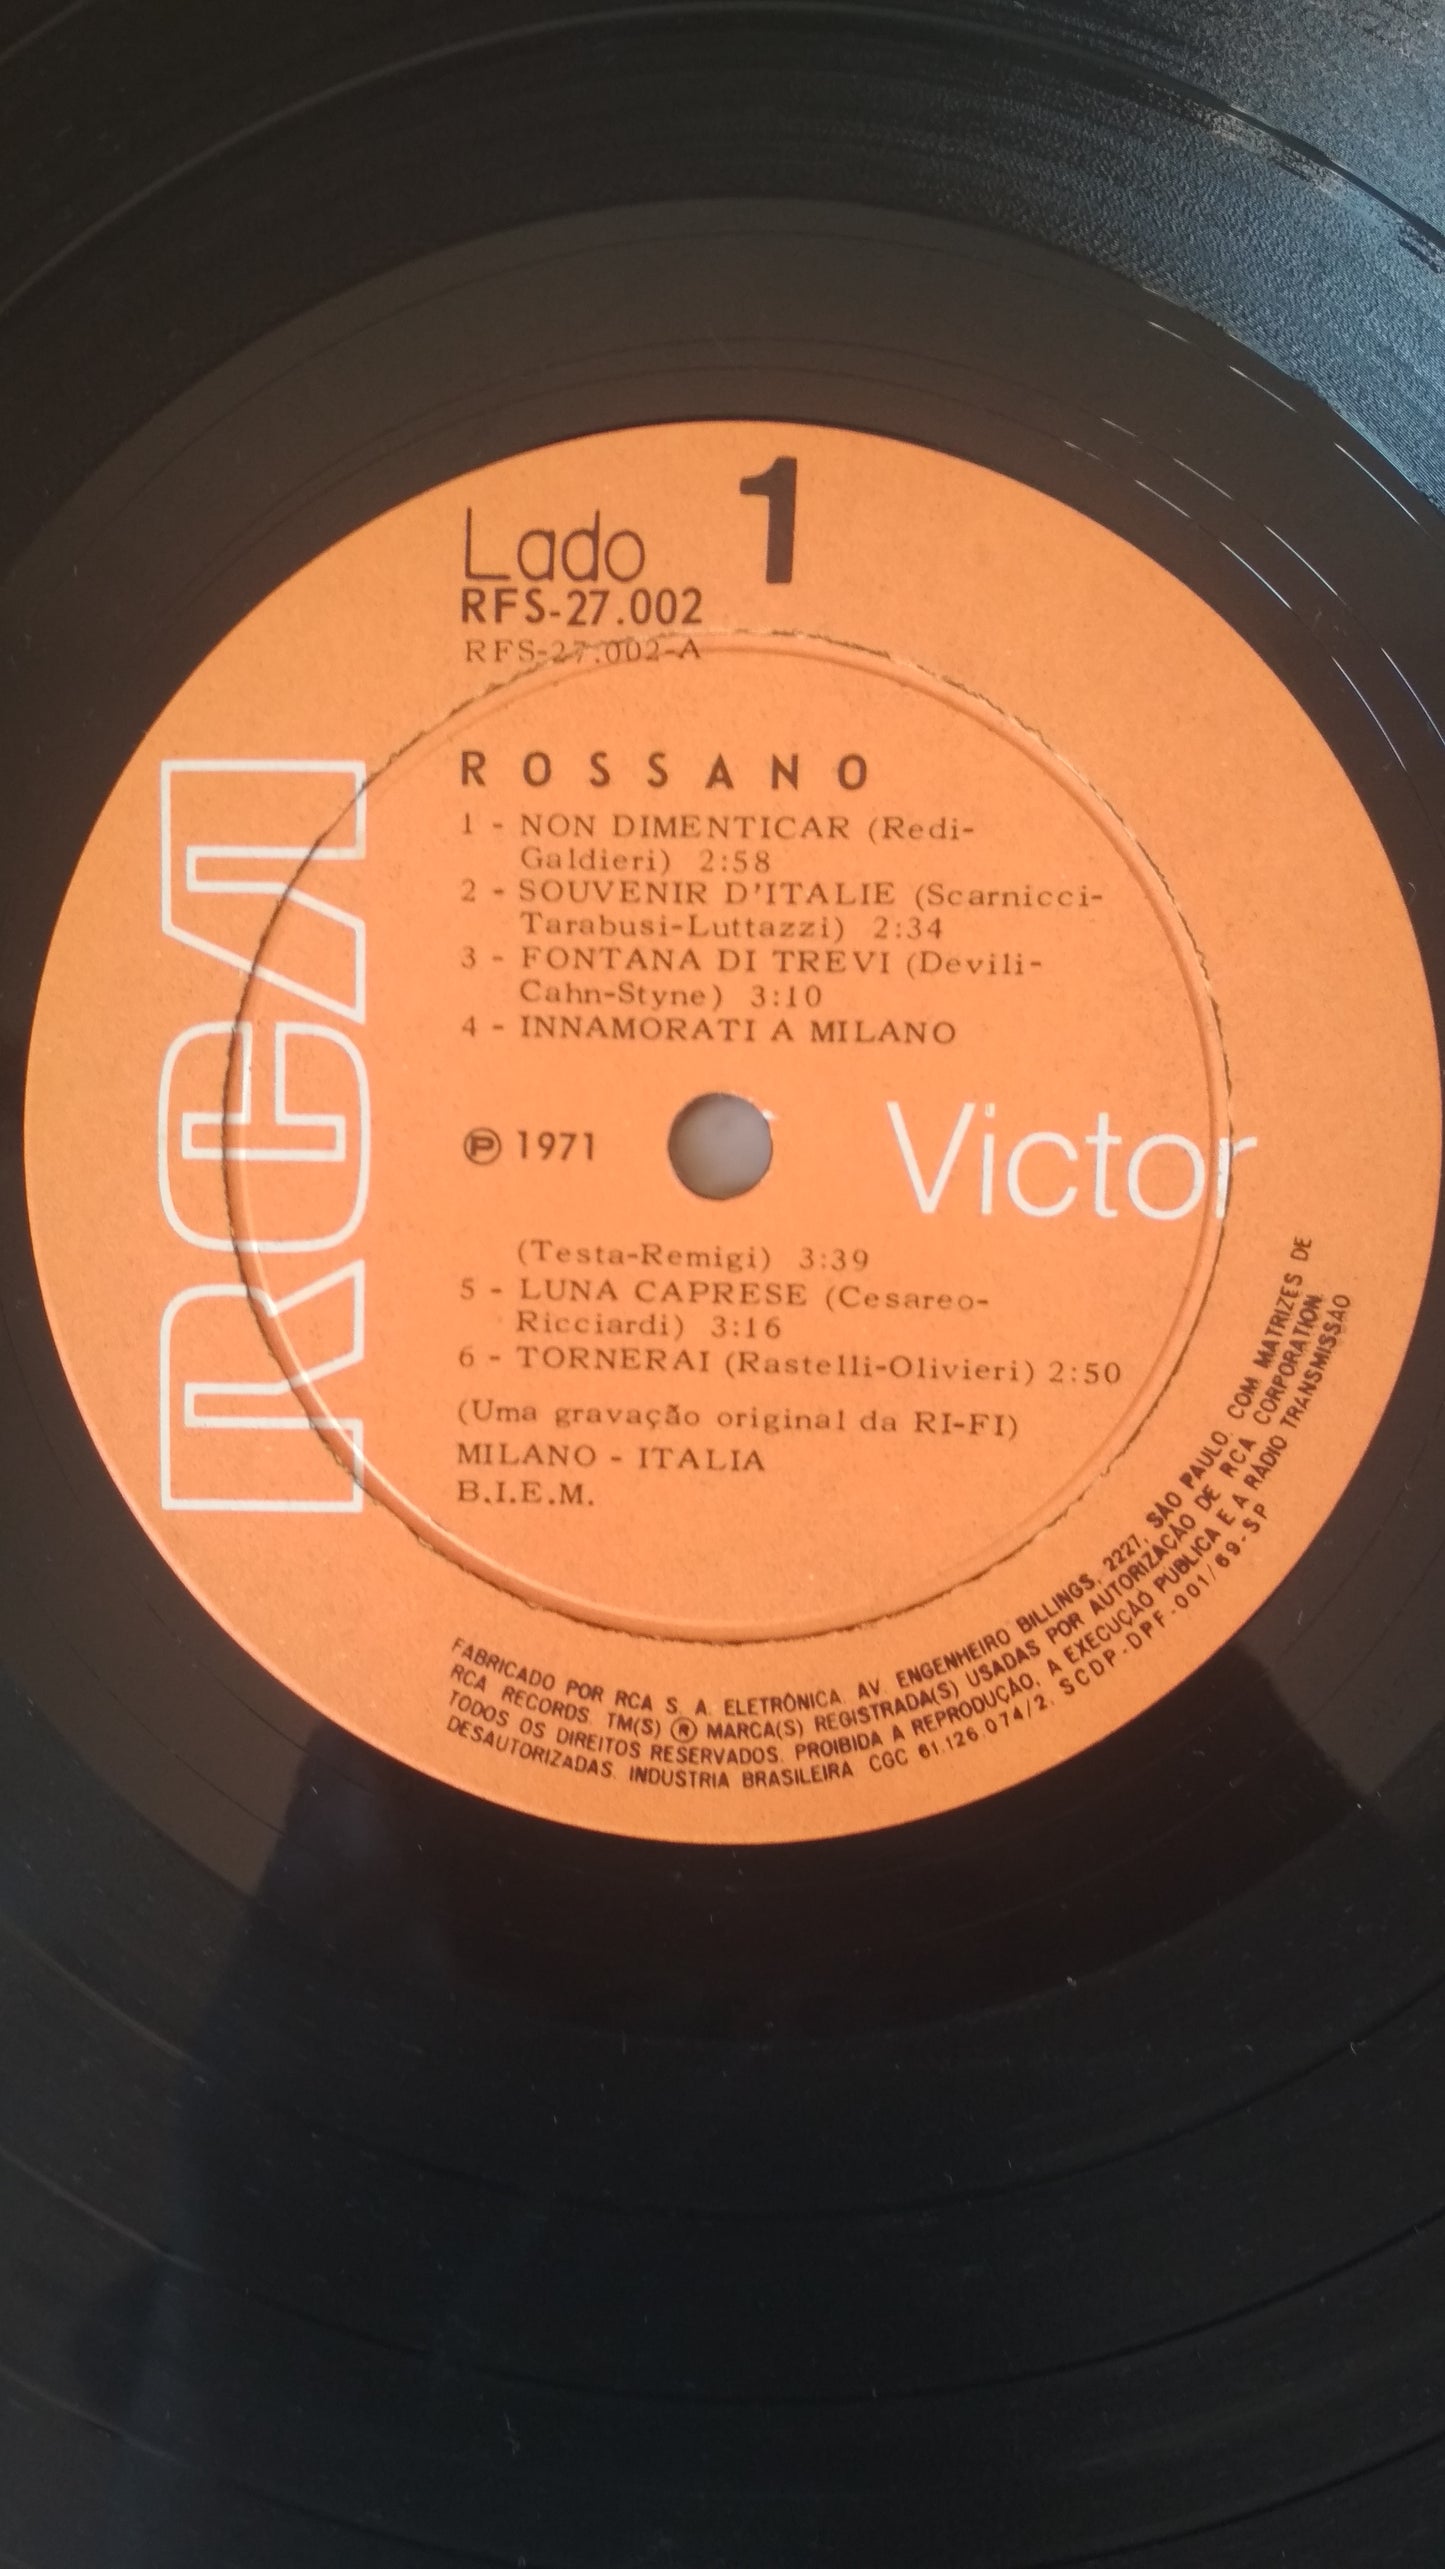 Lado 1
RFS-27.002
RFS-27.002-A
ROSSANO
1 - NON DIMENTICAR (Redi-
Galdieri) 2:58
2 - SOUVENIR D'ITALIE (Scarnicci-
Tarabusi-Luttazzi) 2:34
3 - FONTANA DI TREVI (Devili-
Cahn-Styne) 3:10
4 - INNAMORATI A MILANO
RCA
℗ 1971
Victor
(Testa-Remigi) 3:39
5 - LUNA CAPRESE (Cesareo-
Ricciardi) 3:16
6 - TORNERAI (Rastelli-Olivieri) 2:50
(Uma gravação original da RI-FI)
MILANO - ITALIA
B.I.E.M.
FABRICADO POR RCA S. A. ELETRÔNICA. AV. ENGENHEIRO BILLINGS, 2227, SÃO PAULO, COM MATRIZES DE
RCA RECORDS. TM(S) ® MARCA(S) REGISTRADA(S) USADAS POR AUTORIZAÇÃO DE RCA CORPORATION.
TODOS OS DIREITOS RESERVADOS. PROIBIDA A REPRODUÇÃO, A EXECUÇÃO PÚBLICA E A RÁDIO TRANSMISSÃO
DESAUTORIZADAS. INDUSTRIA BRASILEIRA CGC 61.126.074/2. SCDP-DPF-001/69-SP